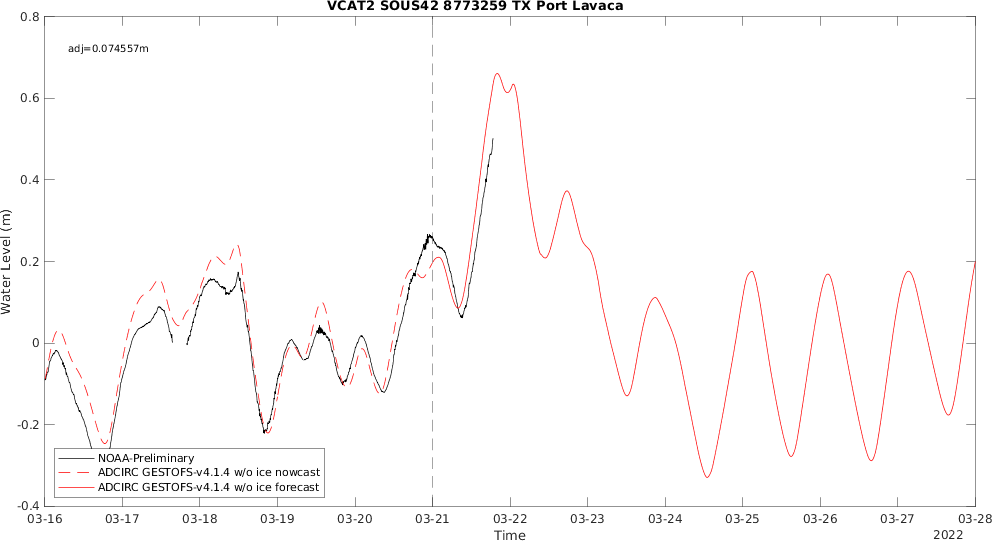 VCAT2 SOUS42 8773259 TX Port Lavaca
adj=0.074557m
Water Level (m)
0.8
0.6
0.4
0.2
0
-0.2
-0.4
NOAA-Preliminary
ADCIRC GESTOFS-v4.1.4 w/o ice nowcast
ADCIRC GESTOFS-v4.1.4 w/o ice forecast
03-16 03-17 03-18 03-19 03-20 03-21 03-22 03-23 03-24 03-25 03-26 03-27 03-28
Time
2022